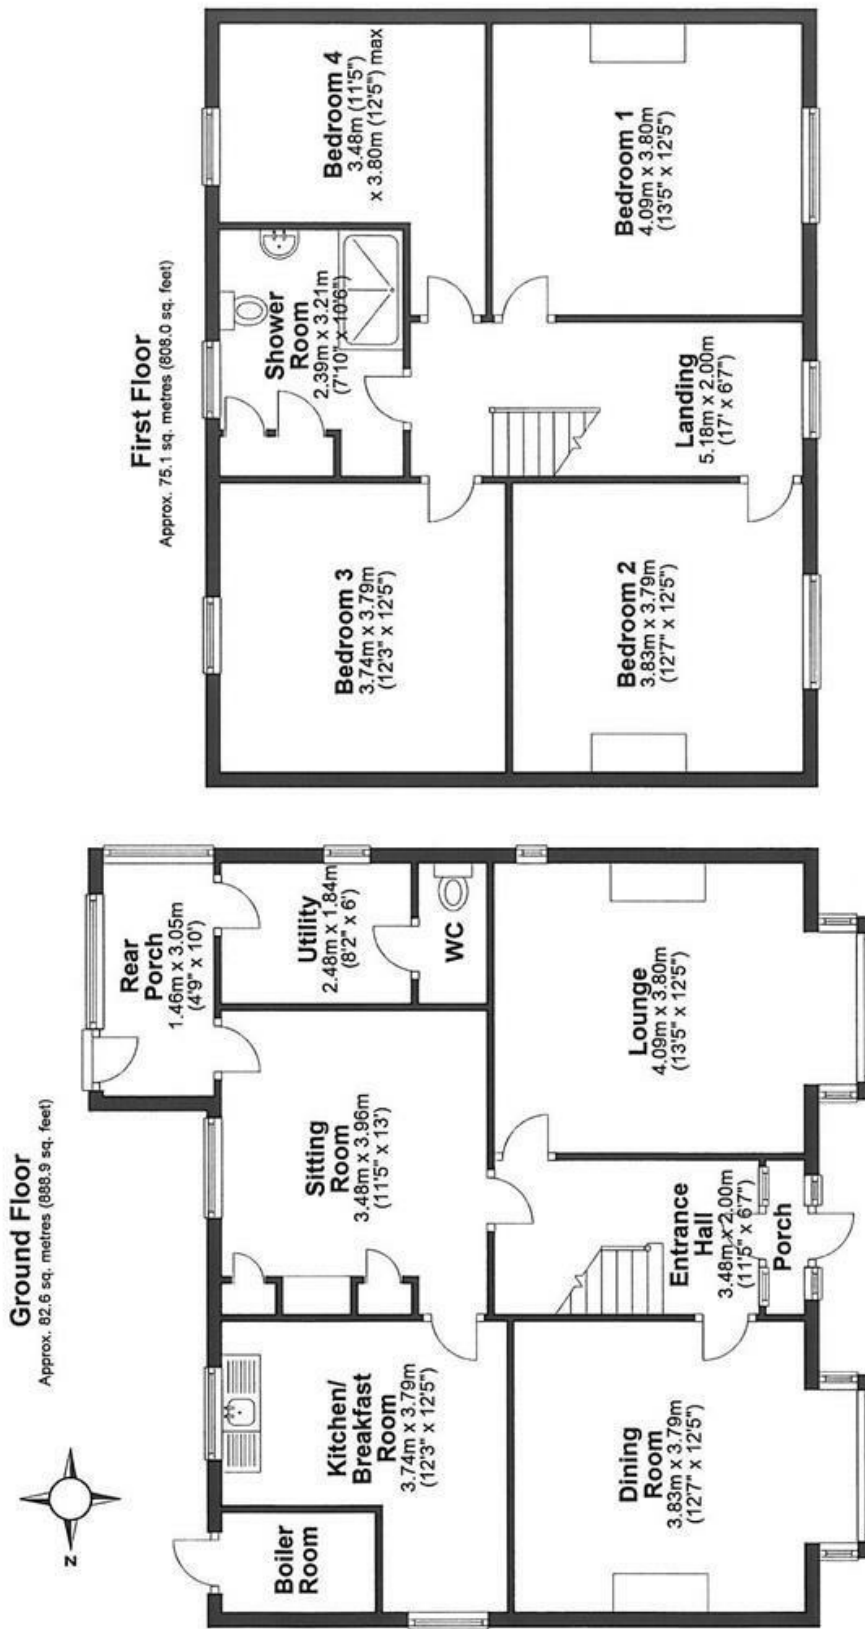 Ground Floor
Approx. 82.6 sq. metres (888.9 sq. feet)
N
Boiler
Room
Kitchen/
Breakfast
Room
3.74m x 3.79m
(12'3" x 12'5")
Sitting
Room
3.48m x 3.96m
(11'5" x 13')
Rear
Porch
1.46m x 3.05m
(4'9" x 10')
Utility
2.48m x 1.84m
(8'2" x 6')
WC
Dining
Room
3.83m x 3.79m
(12'7" x 12'5")
Entrance
Hall
3.48m x 2.00m
(11'5" x 6'7")
Porch
Lounge
4.09m x 3.80m
(13'5" x 12'5")
First Floor
Approx. 75.1 sq. metres (808.0 sq. feet)
Bedroom 3
3.74m x 3.79m
(12'3" x 12'5")
Shower
Room
2.39m x 3.21m
(7'10" x 10'6")
Bedroom 4
3.48m (11'5")
x 3.80m (12'5") max
Bedroom 2
3.83m x 3.79m
(12'7" x 12'5")
Landing
5.18m x 2.00m
(17' x 6'7")
Bedroom 1
4.09m x 3.80m
(13'5" x 12'5")